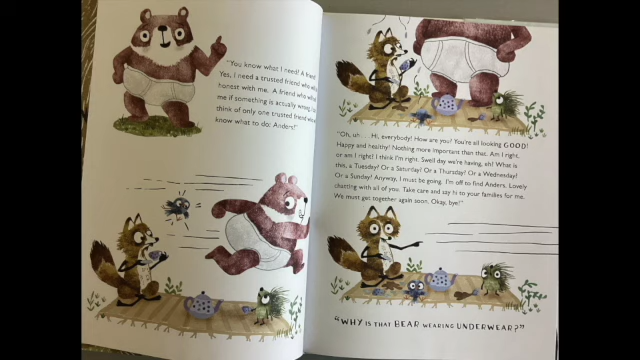 "You know what I need? A friend!
Yes, I need a trusted friend who will
honest with me. A friend who will
me if something is actually wrong. I
think of only one trusted friend who
know what to do: Anders!"
"Oh, uh . . . Hi, everybody! How are you? You're all looking GOOD!
Happy and healthy! Nothing more important than that. Am I right,
or am I right? I think I'm right. Swell day we're having, eh? What is
this, a Tuesday? Or a Saturday? Or a Thursday? Or a Wednesday?
Or a Sunday? Anyway, I must be going. I'm off to find Anders. Lovely
chatting with all of you. Take care and say hi to your families for me.
We must get together again soon. Okay, bye!"
"WHY IS THAT BEAR WEARING UNDERWEAR?"